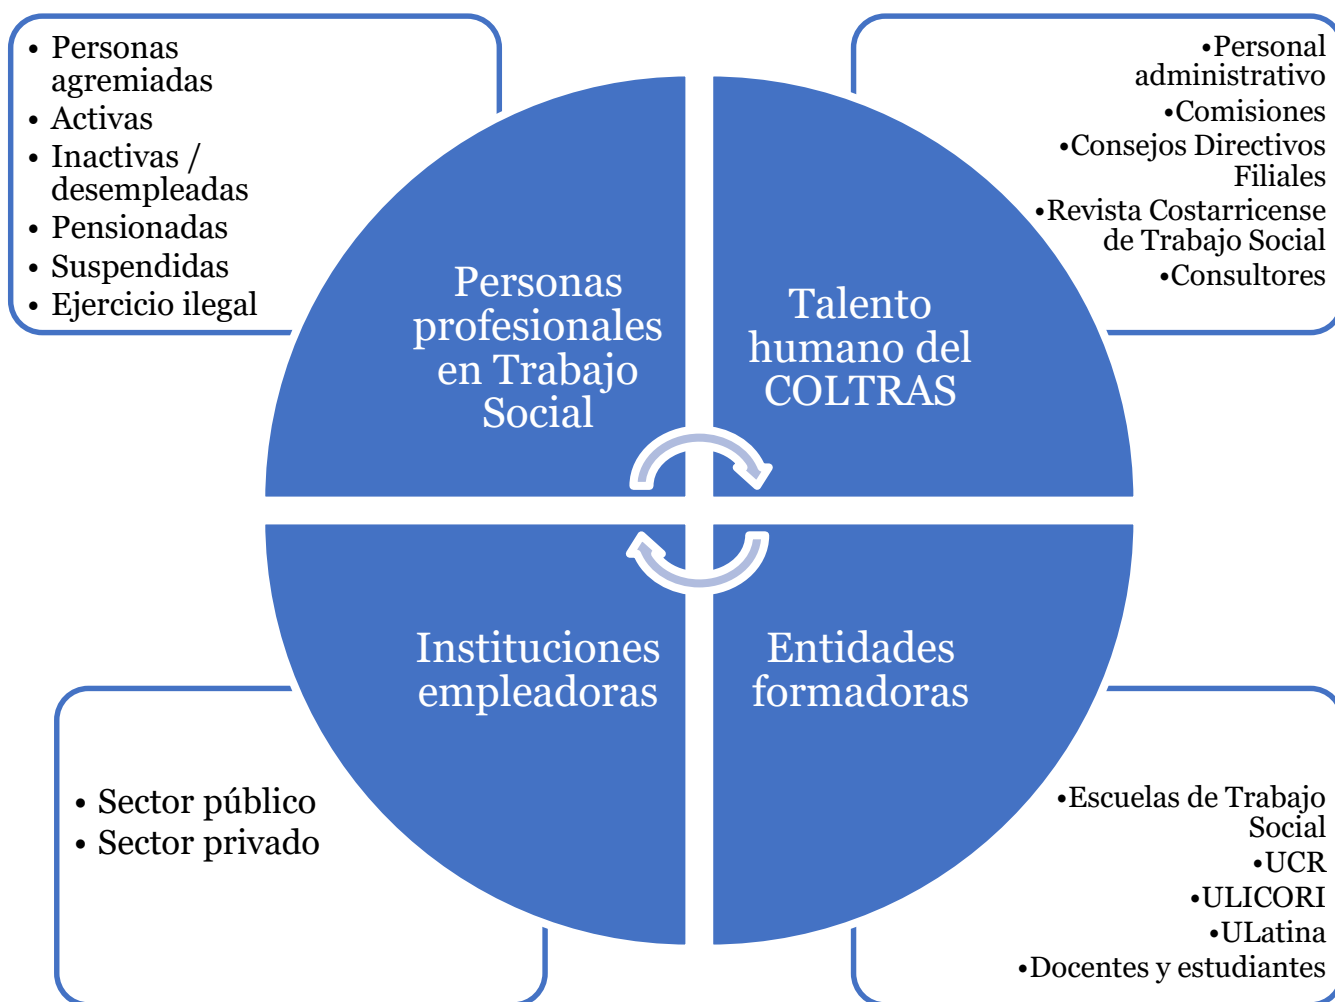 • Personas
agremiadas
• Activas
• Inactivas /
desempleadas
• Pensionadas
• Suspendidas
• Ejercicio ilegal
•Personal
administrativo
•Comisiones
•Consejos Directivos
Filiales
•Revista Costarricense
de Trabajo Social
•Consultores
Personas
profesionales
en Trabajo
Social
Talento
humano del
COLTRAS
Instituciones
empleadoras
Entidades
formadoras
• Sector público
• Sector privado
•Escuelas de Trabajo
Social
•UCR
•ULICORI
•ULatina
•Docentes y estudiantes